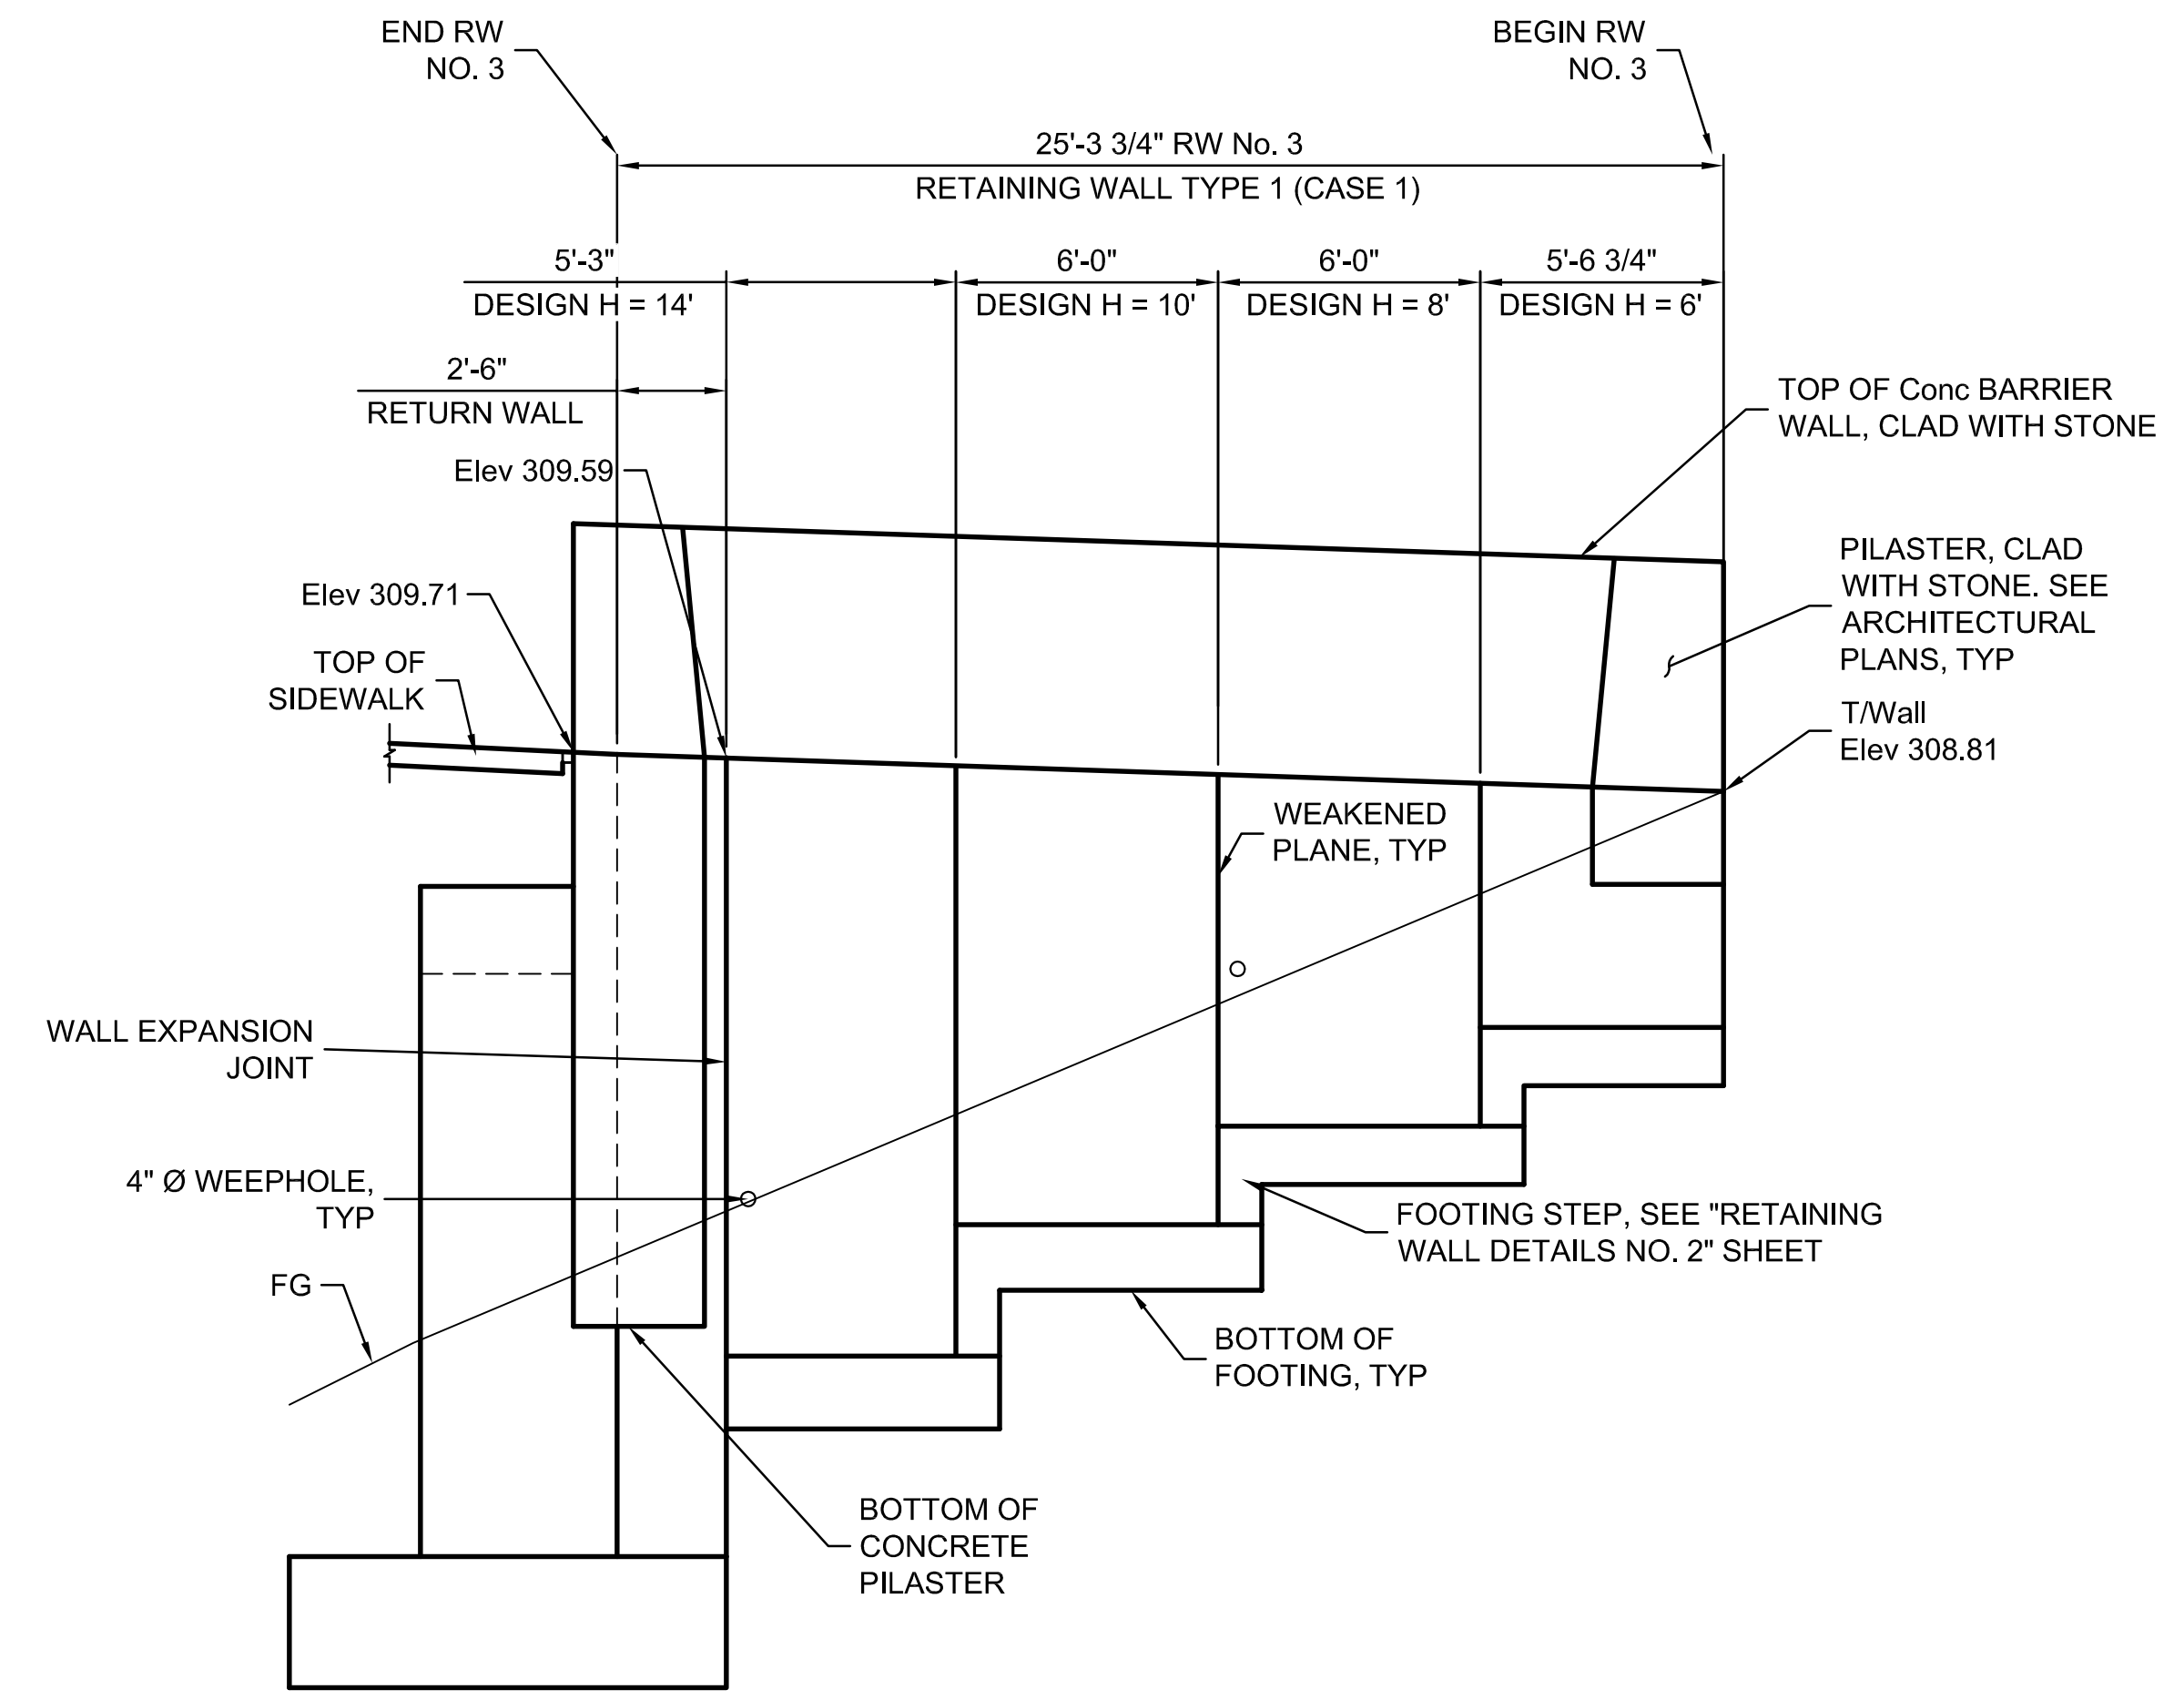 END RW
NO. 3
BEGIN RW
NO. 3
25'-3 3/4" RW No. 3
RETAINING WALL TYPE 1 (CASE 1)
5'-3"
DESIGN H = 14'
6'-0"
DESIGN H = 10'
6'-0"
DESIGN H = 8'
5'-6 3/4"
DESIGN H = 6'
2'-6"
RETURN WALL
TOP OF Conc BARRIER
WALL, CLAD WITH STONE
Elev 309.59
PILASTER, CLAD
WITH STONE. SEE
ARCHITECTURAL
PLANS, TYP
Elev 309.71
TOP OF
SIDEWALK
T/Wall
Elev 308.81
WEAKENED
PLANE, TYP
WALL EXPANSION
JOINT
4" Ø WEEPHOLE,
TYP
FOOTING STEP, SEE "RETAINING
WALL DETAILS NO. 2" SHEET
FG
BOTTOM OF
FOOTING, TYP
BOTTOM OF
CONCRETE
PILASTER